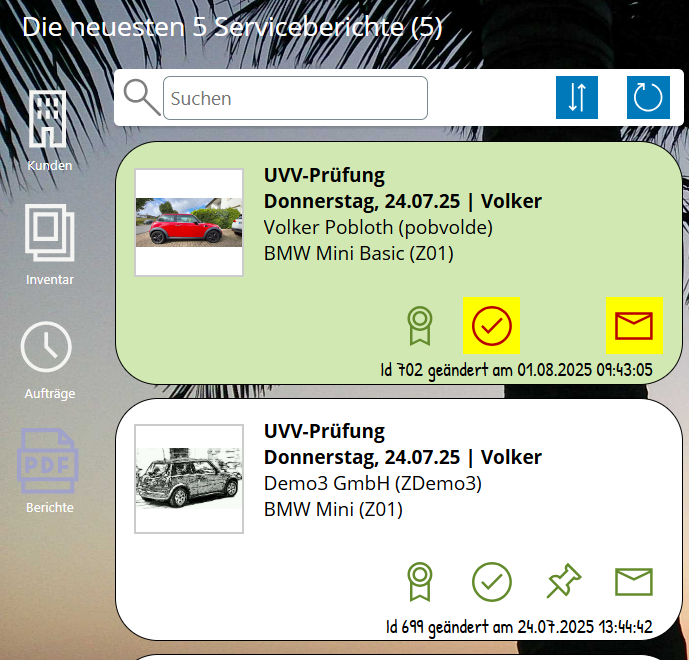 Die neuesten 5 Serviceberichte (5)
Suchen
Kunden
Inventar
Aufträge
PDF
Berichte
UVV-Prüfung
Donnerstag, 24.07.25 | Volker
Volker Pobloth (pobvolde)
BMW Mini Basic (Z01)
Id 702 geändert am 01.08.2025 09:43:05
UVV-Prüfung
Donnerstag, 24.07.25 | Volker
Demo3 GmbH (ZDemo3)
BMW Mini (Z01)
Id 699 geändert am 24.07.2025 13:44:42